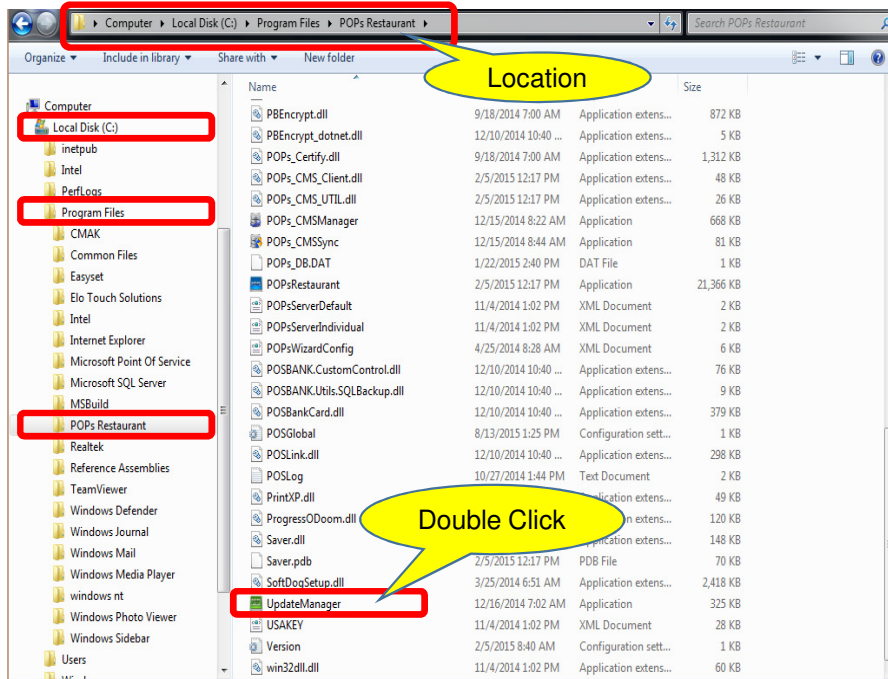 Computer ▸ Local Disk (C:) ▸ Program Files ▸ POPs Restaurant ▸
Search POPs Restaurant
Organize Include in library Share with New folder
Location
Name Size
Computer
Local Disk (C:)
inetpub
Intel
PerfLogs
Program Files
CMAK
Common Files
Easyset
Elo Touch Solutions
Intel
Internet Explorer
Microsoft Point Of Service
Microsoft SQL Server
MSBuild
POPs Restaurant
Realtek
Reference Assemblies
TeamViewer
Windows Defender
Windows Journal
Windows Mail
Windows Media Player
windows nt
Windows Photo Viewer
Windows Sidebar
Users
PBEncrypt.dll 9/18/2014 7:00 AM Application extens... 872 KB
PBEncrypt_dotnet.dll 12/10/2014 10:40 ... Application extens... 5 KB
POPs_Certify.dll 9/18/2014 7:00 AM Application extens... 1,312 KB
POPs_CMS_Client.dll 2/5/2015 12:17 PM Application extens... 48 KB
POPs_CMS_UTIL.dll 2/5/2015 12:17 PM Application extens... 26 KB
POPs_CMSManager 12/15/2014 8:22 AM Application 668 KB
POPs_CMSSync 12/15/2014 8:44 AM Application 81 KB
POPs_DB.DAT 1/22/2015 2:40 PM DAT File 1 KB
POPsRestaurant 2/5/2015 12:17 PM Application 21,366 KB
POPsServerDefault 11/4/2014 1:02 PM XML Document 2 KB
POPsServerIndividual 11/4/2014 1:02 PM XML Document 2 KB
POPsWizardConfig 4/25/2014 8:28 AM XML Document 6 KB
POSBANK.CustomControl.dll 12/10/2014 10:40 ... Application extens... 76 KB
POSBANK.Utils.SQLBackup.dll 12/10/2014 10:40 ... Application extens... 9 KB
POSBankCard.dll 12/10/2014 10:40 ... Application extens... 379 KB
POSGlobal 8/13/2015 1:25 PM Configuration sett... 1 KB
POSLink.dll 12/10/2014 10:40 ... Application extens... 298 KB
POSLog 10/27/2014 1:44 PM Text Document 2 KB
PrintXP.dll extens... 49 KB
ProgressODoom.dll extens... 120 KB
Double Click
Saver.dll extens... 148 KB
Saver.pdb 2/5/2015 12:17 PM PDB File 70 KB
SoftDogSetup.dll 3/25/2014 6:51 AM Application extens... 2,418 KB
UpdateManager 12/16/2014 7:02 AM Application 325 KB
USAKEY 11/4/2014 1:02 PM XML Document 28 KB
Version 2/5/2015 8:40 AM Configuration sett... 1 KB
win32dll.dll 11/4/2014 1:02 PM Application extens... 60 KB